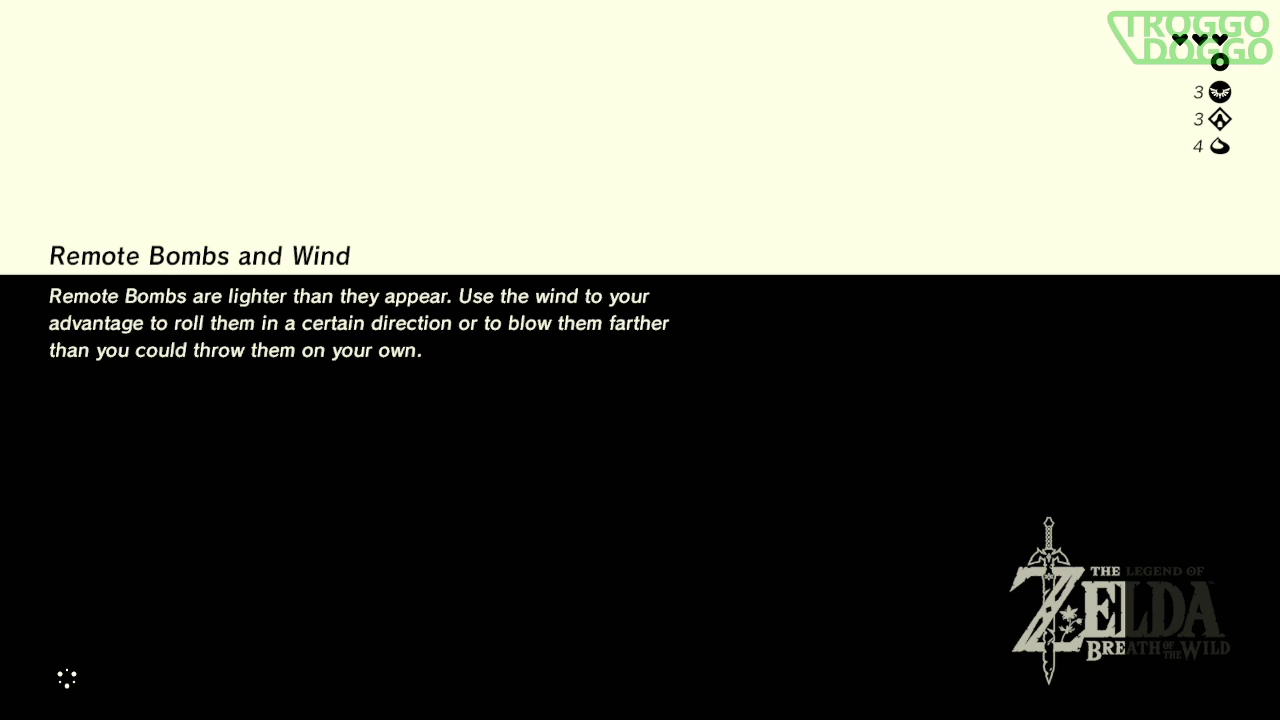 TROGGO
DOGGO
3
3
4
Remote Bombs and Wind
Remote Bombs are lighter than they appear. Use the wind to your
advantage to roll them in a certain direction or to blow them farther
than you could throw them on your own.
THE LEGEND OF
ZELDA
BREATH OF THE WILD